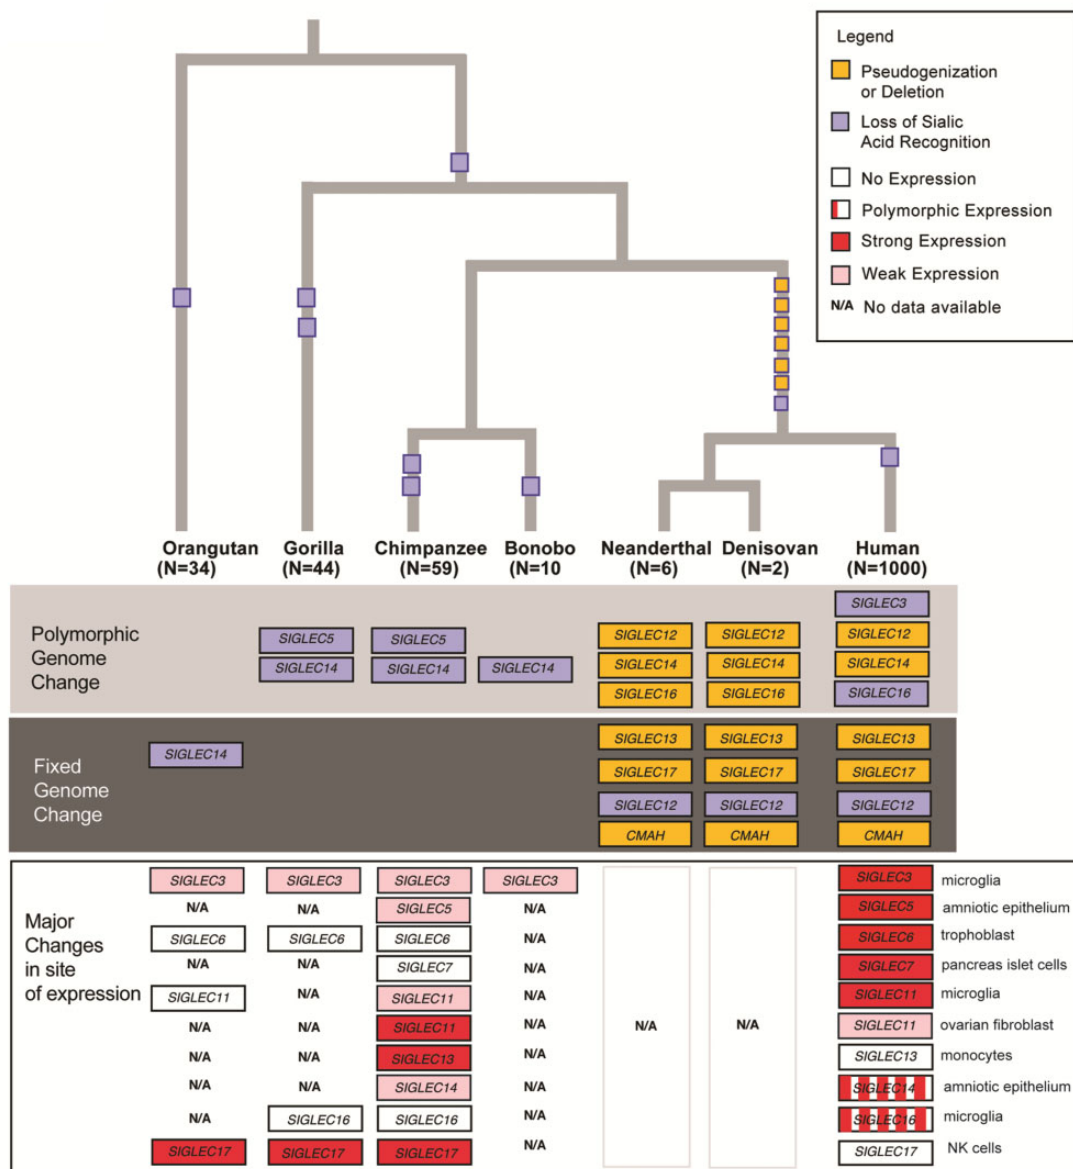 Legend
Pseudogenization
or Deletion
Loss of Sialic
Acid Recognition
No Expression
Polymorphic Expression
Strong Expression
Weak Expression
N/A No data available
Orangutan Gorilla Chimpanzee Bonobo Neanderthal Denisovan Human
(N=34) (N=44) (N=59) (N=10 (N=6) (N=2) (N=1000)
Polymorphic
Genome
Change
SIGLEC3
SIGLEC5 SIGLEC5 SIGLEC12 SIGLEC12 SIGLEC12
SIGLEC14 SIGLEC14 SIGLEC14 SIGLEC14 SIGLEC14 SIGLEC14
SIGLEC16 SIGLEC16 SIGLEC16
Fixed
Genome
Change
SIGLEC14 SIGLEC13 SIGLEC13 SIGLEC13
SIGLEC17 SIGLEC17 SIGLEC17
SIGLEC12 SIGLEC12 SIGLEC12
CMAH CMAH CMAH
Major
Changes
in site
of expression
SIGLEC3 SIGLEC3 SIGLEC3 SIGLEC3 SIGLEC3 microglia
N/A N/A SIGLEC5 N/A SIGLEC5 amniotic epithelium
SIGLEC6 SIGLEC6 SIGLEC6 N/A SIGLEC6 trophoblast
N/A N/A SIGLEC7 N/A SIGLEC7 pancreas islet cells
SIGLEC11 N/A SIGLEC11 N/A SIGLEC11 microglia
N/A N/A SIGLEC11 N/A N/A N/A SIGLEC11 ovarian fibroblast
N/A N/A SIGLEC13 N/A SIGLEC13 monocytes
N/A N/A SIGLEC14 N/A SIGLEC14 amniotic epithelium
N/A SIGLEC16 SIGLEC16 N/A SIGLEC16 microglia
SIGLEC17 SIGLEC17 SIGLEC17 N/A SIGLEC17 NK cells